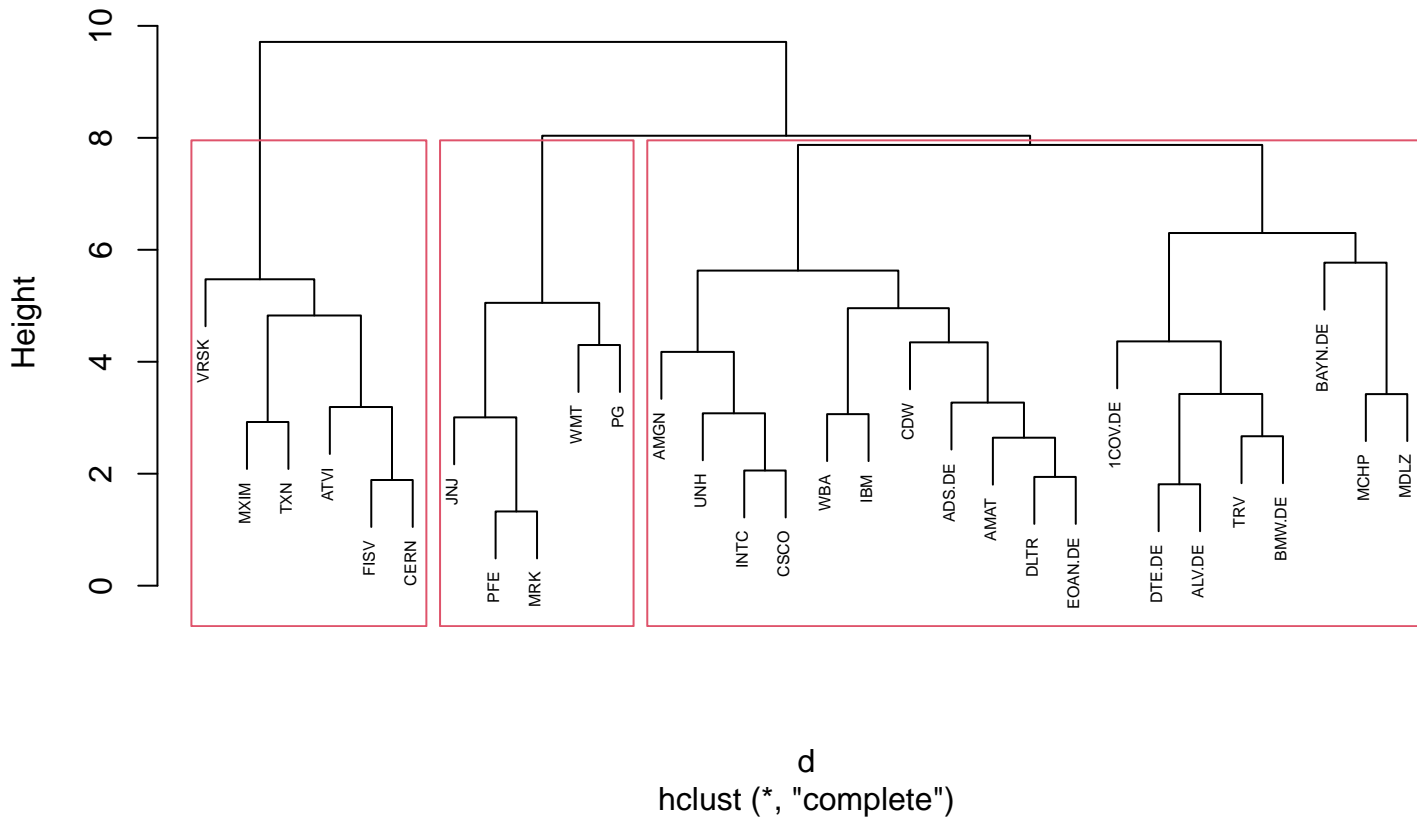 10
8
6
4
2
0
Height
VRSK
MXIM
TXN
ATVI
FISV
CERN
JNJ
PFE
MRK
WMT
PG
AMGN
UNH
INTC
CSCO
WBA
IBM
CDW
ADS.DE
AMAT
DLTR
EOAN.DE
1COV.DE
DTE.DE
ALV.DE
TRV
BMW.DE
BAYN.DE
MCHP
MDLZ
d
hclust (*, "complete")